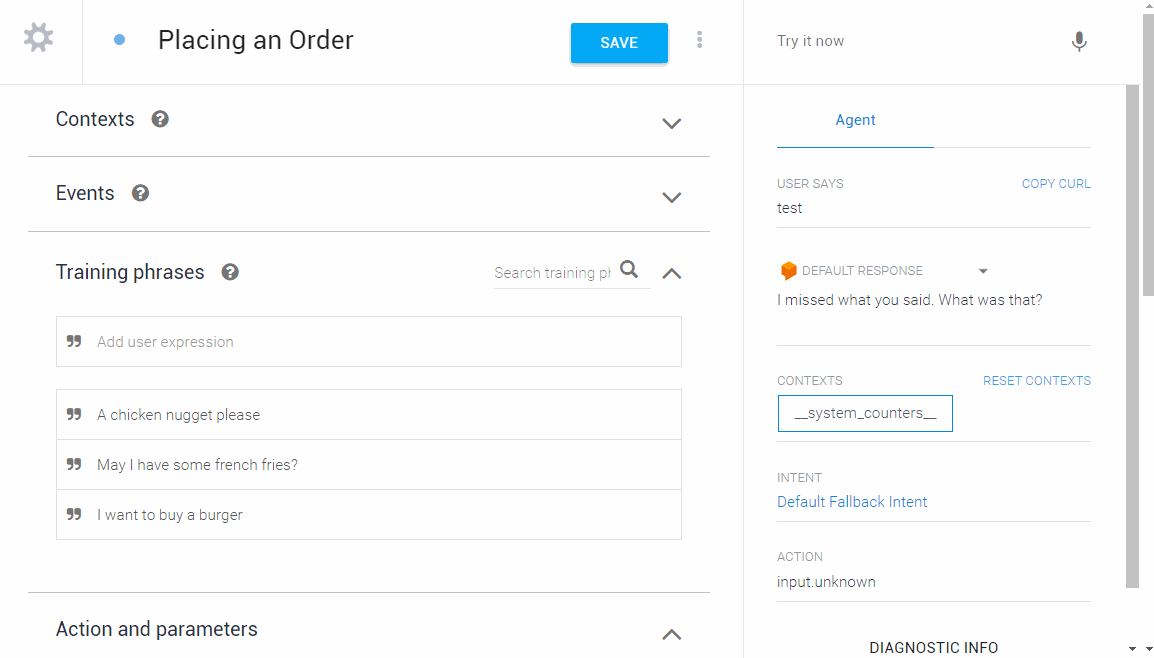 Placing an Order
SAVE
Contexts
Events
Training phrases
Search training ph
Add user expression
A chicken nugget please
May I have some french fries?
I want to buy a burger
Action and parameters
Try it now
Agent
USER SAYS
COPY CURL
test
DEFAULT RESPONSE
I missed what you said. What was that?
CONTEXTS
RESET CONTEXTS
__system_counters__
INTENT
Default Fallback Intent
ACTION
input.unknown
DIAGNOSTIC INFO